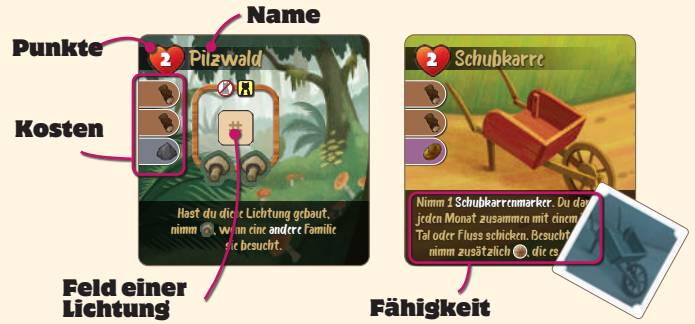 Name
Punkte
2 Pilzwald
Kosten
Hast du diese Lichtung gebaut,
nimm , wenn eine andere Familie
sie besucht.
Feld einer
Lichtung
2 Schubkarre
Nimm 1 Schubkarrenmarker. Du
jeden Monat zusammen mit
Tal oder Fluss schicken. Besucht
nimm zusätzlich , die es
Fähigkeit